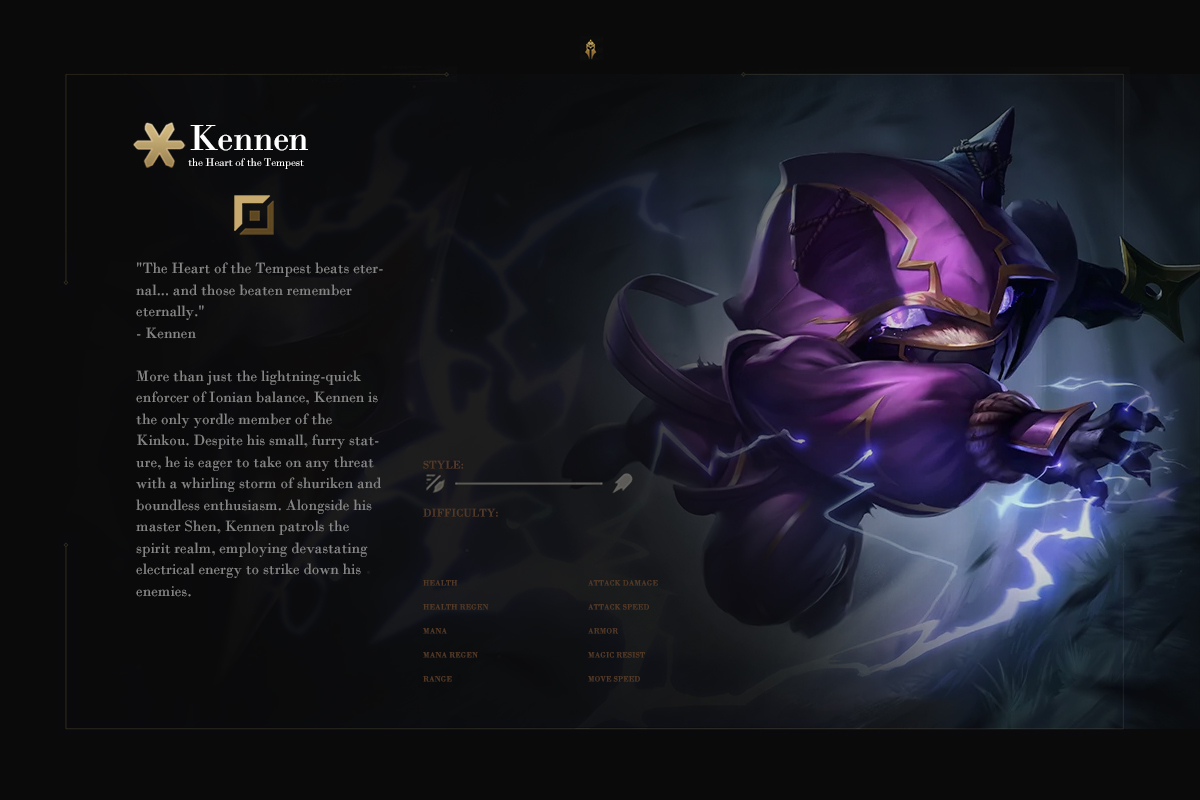 Kennen
the Heart of the Tempest
"The Heart of the Tempest beats eter-
nal... and those beaten remember
eternally."
- Kennen
More than just the lightning-quick
enforcer of Ionian balance, Kennen is
the only yordle member of the
Kinkou. Despite his small, furry stat-
ure, he is eager to take on any threat
with a whirling storm of shuriken and
boundless enthusiasm. Alongside his
master Shen, Kennen patrols the
spirit realm, employing devastating
electrical energy to strike down his
enemies.
STYLE:
DIFFICULTY:
HEALTH
HEALTH REGEN
MANA
MANA REGEN
RANGE
ATTACK DAMAGE
ATTACK SPEED
ARMOR
MAGIC RESIST
MOVE SPEED